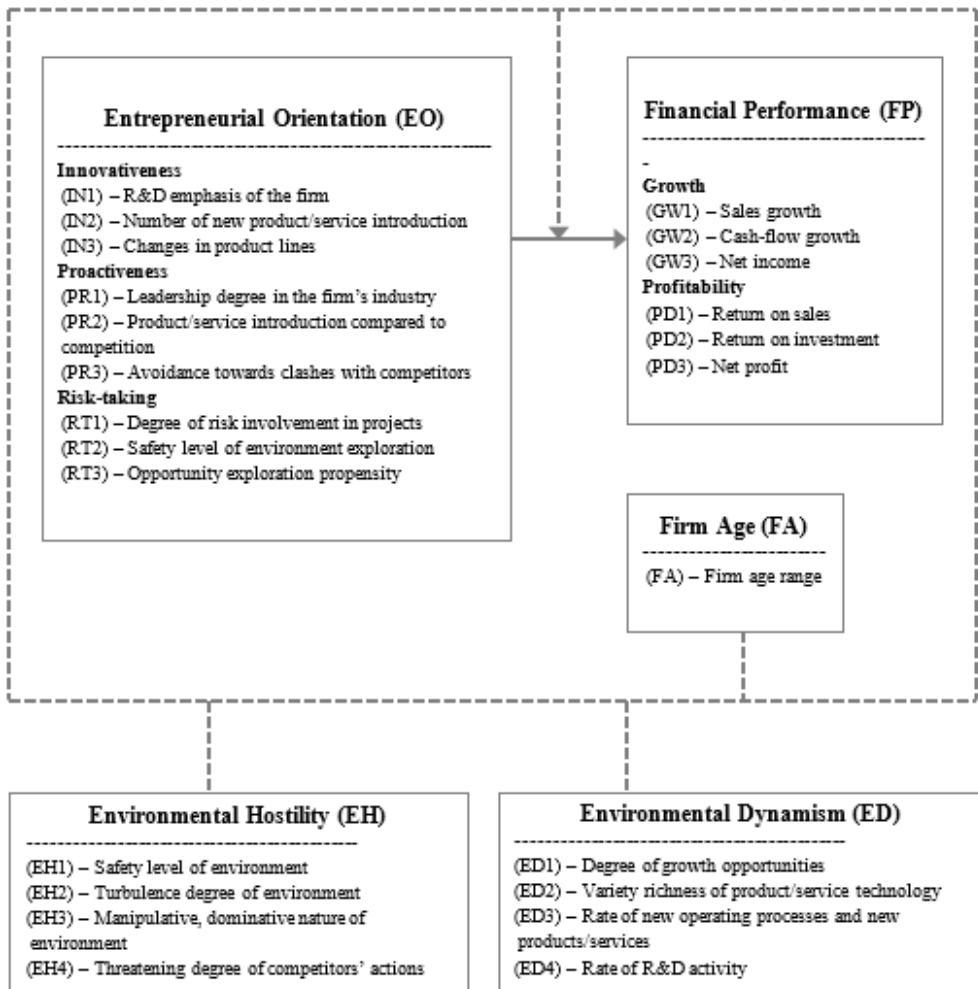 Entrepreneurial Orientation (EO)
Innovativeness
(IN1) – R&D emphasis of the firm
(IN2) – Number of new product/service introduction
(IN3) – Changes in product lines
Proactiveness
(PR1) – Leadership degree in the firm's industry
(PR2) – Product/service introduction compared to
competition
(PR3) – Avoidance towards clashes with competitors
Risk-taking
(RT1) – Degree of risk involvement in projects
(RT2) – Safety level of environment exploration
(RT3) – Opportunity exploration propensity
Financial Performance (FP)
Growth
(GW1) – Sales growth
(GW2) – Cash-flow growth
(GW3) – Net income
Profitability
(PD1) – Return on sales
(PD2) – Return on investment
(PD3) – Net profit
Firm Age (FA)
(FA) – Firm age range
Environmental Hostility (EH)
(EH1) – Safety level of environment
(EH2) – Turbulence degree of environment
(EH3) – Manipulative, dominative nature of
environment
(EH4) – Threatening degree of competitors' actions
Environmental Dynamism (ED)
(ED1) – Degree of growth opportunities
(ED2) – Variety richness of product/service technology
(ED3) – Rate of new operating processes and new
products/services
(ED4) – Rate of R&D activity